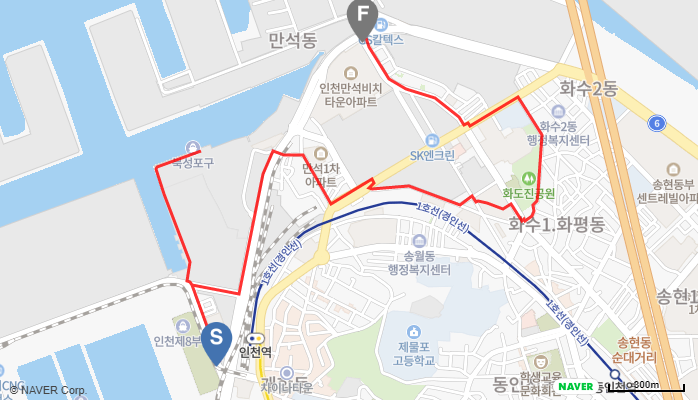 F
만석동
GS칼텍스
인천만석비치
타운아파트
화수2동
화수2동
행정복지센터
6
SK엔크린
북성포구
만석1차
아파트
화도진공원
송현동부
센트레빌아파
1호선(경인선)
화수1.화평동
1호선(경인선)
송월동
행정복지센터
1호선(경인선)
인천제8부
S
인천역
제물포
고등학교
송현동
순대거리
차이나타운
학생교육
문화회관
© NAVER Corp.
NAVER
800m